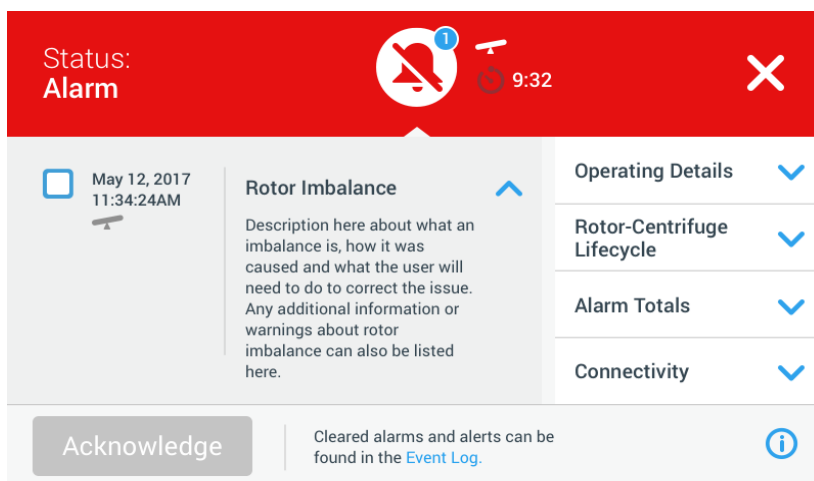 Status:
Alarm
1
9:32
May 12, 2017
11:34:24AM
Rotor Imbalance
Description here about what an
imbalance is, how it was
caused and what the user will
need to do to correct the issue.
Any additional information or
warnings about rotor
imbalance can also be listed
here.
Operating Details
Rotor-Centrifuge
Lifecycle
Alarm Totals
Connectivity
Acknowledge
Cleared alarms and alerts can be
found in the Event Log.